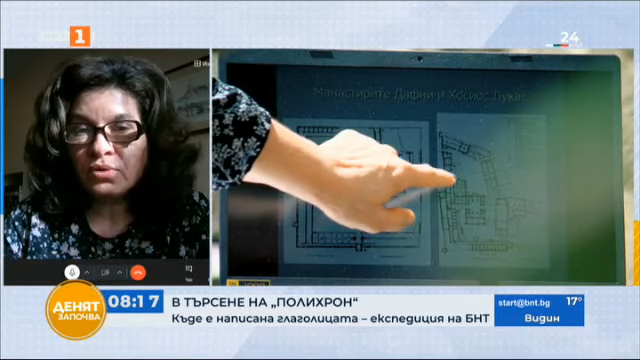 1
24
Манастирите Дафни и Хосиос Лукас
ДЕНЯТ
ЗАПОЧВА
08:17
В ТЪРСЕНЕ НА „ПОЛИХРОН“
Къде е написана глаголицата – експедиция на БНТ
start@bnt.bg
17°
Видин